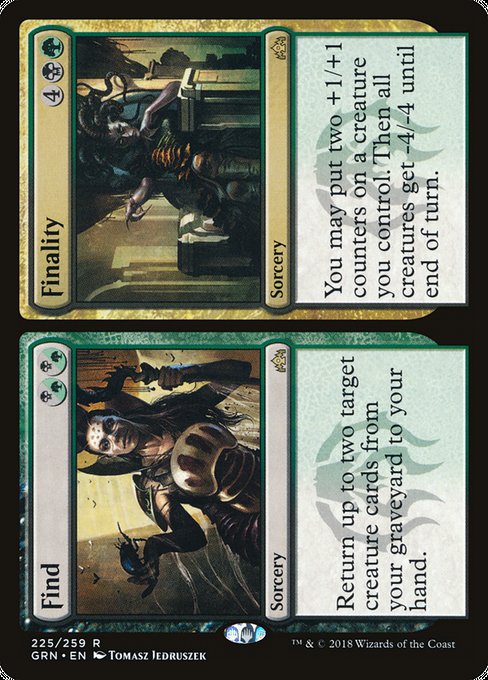 Find
Sorcery
Return up to two target
creature cards from
your graveyard to your
hand.
Finality
4
Sorcery
You may put two +1/+1
counters on a creature
you control. Then all
creatures get -4/-4 until
end of turn.
225/259 R
GRN • EN Tomasz Jedruszek
™ & © 2018 Wizards of the Coast